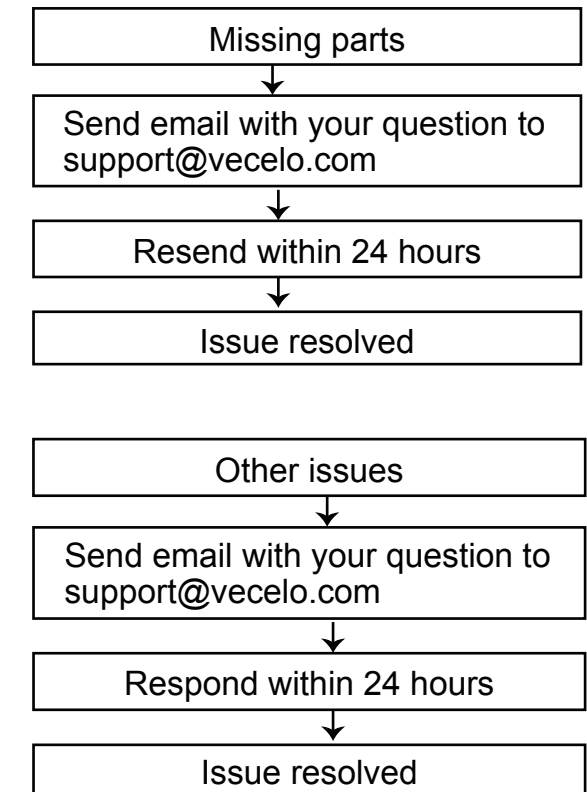 Missing parts
Send email with your question to
support@vecelo.com
Resend within 24 hours
Issue resolved
Other issues
Send email with your question to
support@vecelo.com
Respond within 24 hours
Issue resolved